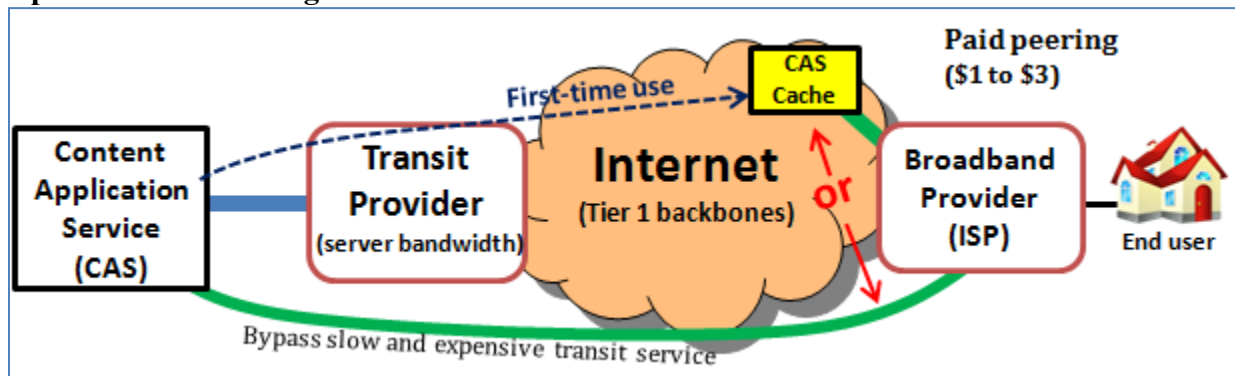 Paid peering
($1 to $3)
CAS
Cache
First-time use
Content
Application
Service
(CAS)
Transit
Provider
(server bandwidth)
Internet
(Tier 1 backbones)
or
Broadband
Provider
(ISP)
End user
Bypass slow and expensive transit service